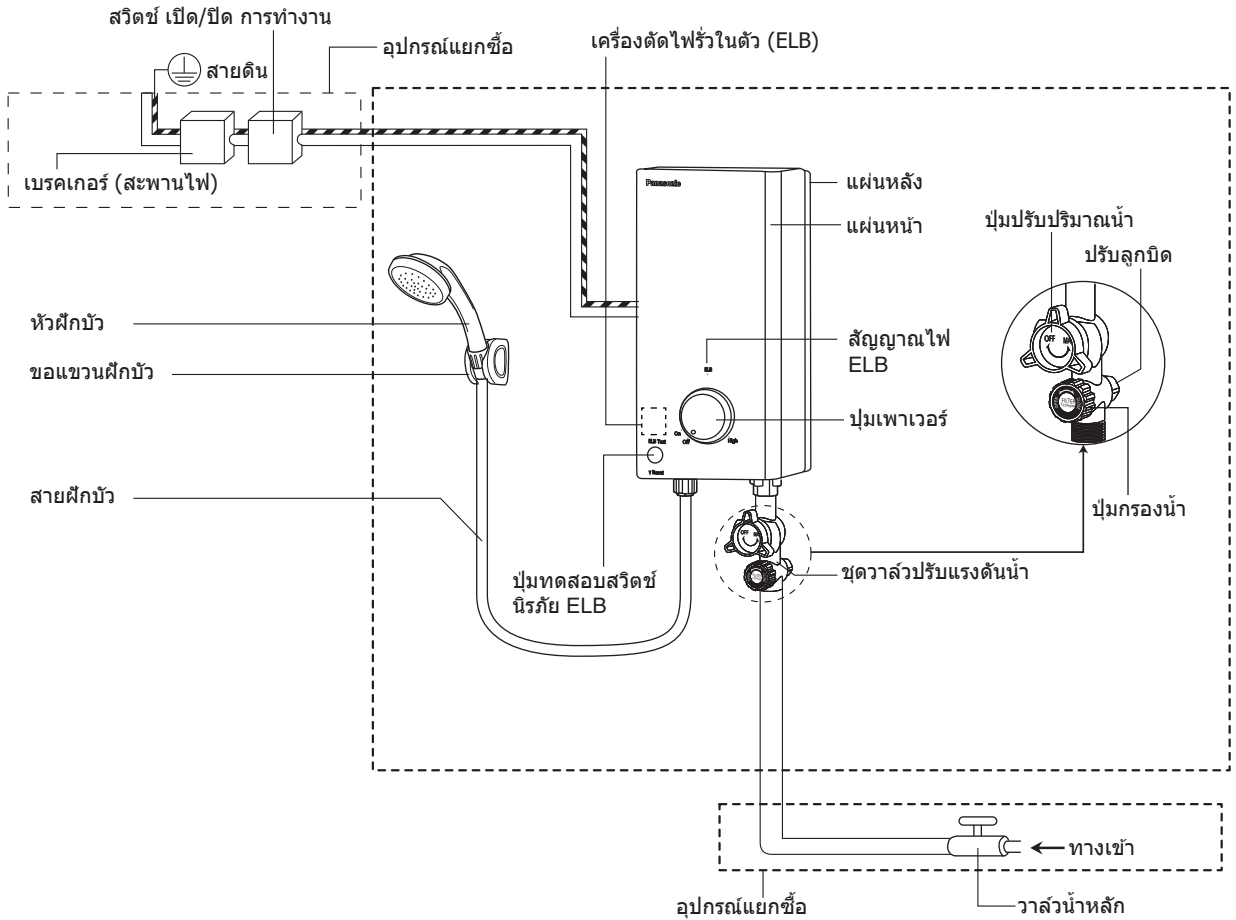 สวิตช์ เปิด/ปิด การทำงาน
อุปกรณ์แยกซื้อ
เครื่องตัดไฟรั่วในตัว (ELB)
สายดิน
เบรคเกอร์ (สะพานไฟ)
Panasonic
แผ่นหลัง
แผ่นหน้า
ปุ่มปรับปริมาณน้ำ
ปรับลูกบิด
หัวฝักบัว
ขอแขวนฝักบัว
สัญญาณไฟ
ELB
ELB
OFF MA
FILTER
ปุ่มเพาเวอร์
On
Off
High
ELB Test
Y Reset
สายฝักบัว
ปุ่มกรองน้ำ
OFF
ชุดวาล์วปรับแรงดันน้ำ
ปุ่มทดสอบสวิตช์
นิรภัย ELB
ทางเข้า
อุปกรณ์แยกซื้อ
วาล์วน้ำหลัก